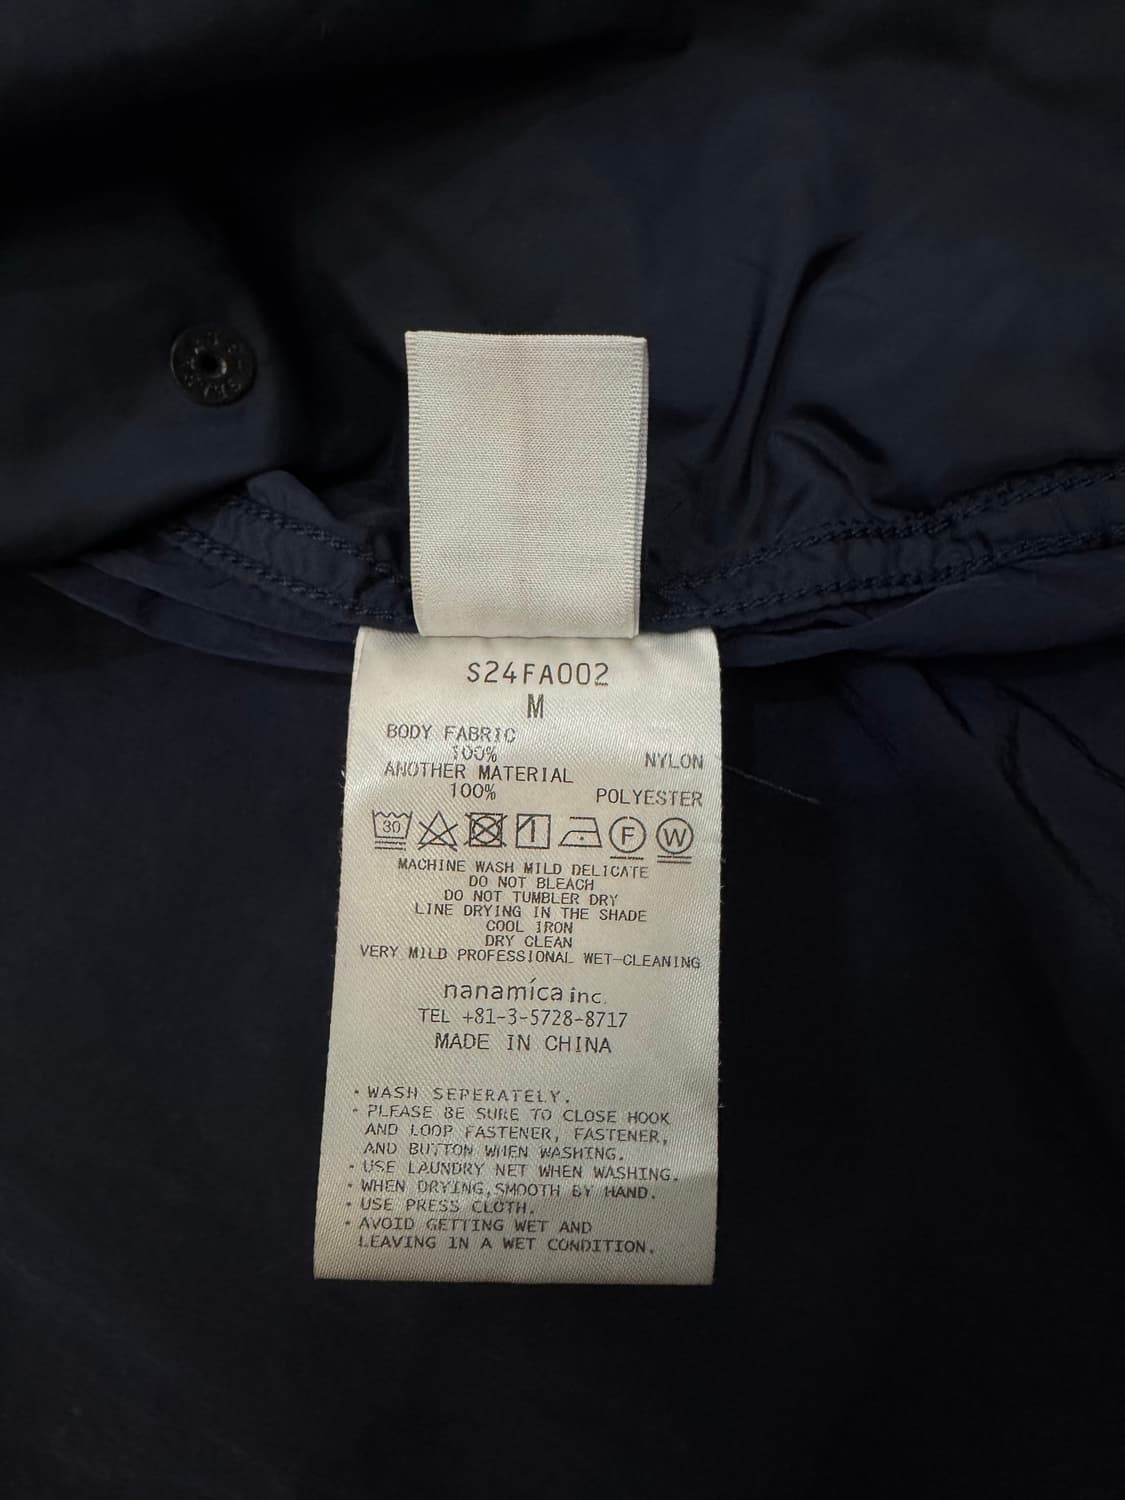 S24FA002
M
BODY FABRIC
100% NYLON
ANOTHER MATERIAL
100% POLYESTER
30 F W
MACHINE WASH MILD DELICATE
DO NOT BLEACH
DO NOT TUMBLER DRY
LINE DRYING IN THE SHADE
COOL IRON
DRY CLEAN
VERY MILD PROFESSIONAL WET-CLEANING
nanamíca inc.
TEL +81-3-5728-8717
MADE IN CHINA
・WASH SEPERATELY.
・PLEASE BE SURE TO CLOSE HOOK
AND LOOP FASTENER, FASTENER,
AND BUTTON WHEN WASHING.
・USE LAUNDRY NET WHEN WASHING.
・WHEN DRYING,SMOOTH BY HAND.
・USE PRESS CLOTH.
・AVOID GETTING WET AND
LEAVING IN A WET CONDITION.